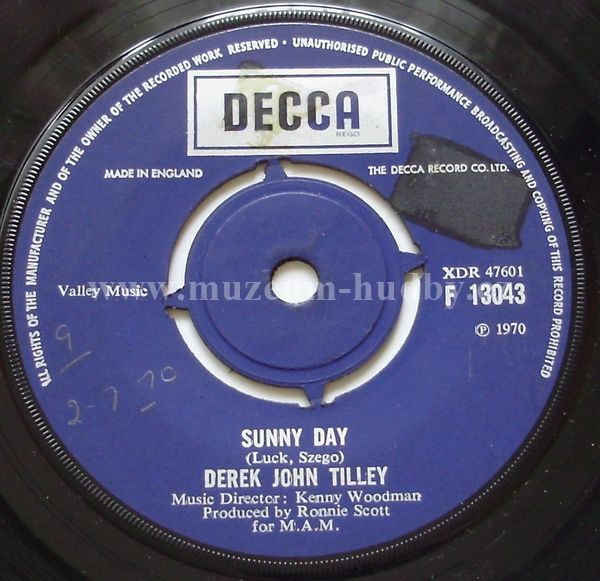 ALL RIGHTS OF THE MANUFACTURER AND OF THE OWNER OF THE RECORDED WORK RESERVED • UNAUTHORISED PUBLIC PERFORMANCE BROADCASTING AND COPYING OF THIS RECORD PROHIBITED
DECCA
REGD
MADE IN ENGLAND
THE DECCA RECORD CO. LTD.
XDR 47601
Valley Music
www.muzeum-hudby.
F 13043
℗ 1970
9
2-7 70
SUNNY DAY
(Luck, Szego)
DEREK JOHN TILLEY
Music Director: Kenny Woodman
Produced by Ronnie Scott
for M.A.M.